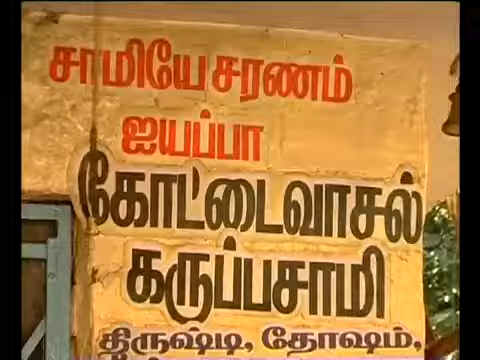 சாமியே சரணம்
ஐயப்பா
கோட்டைவாசல்
கருப்பசாமி
திருஷ்டி, தோஷம்,